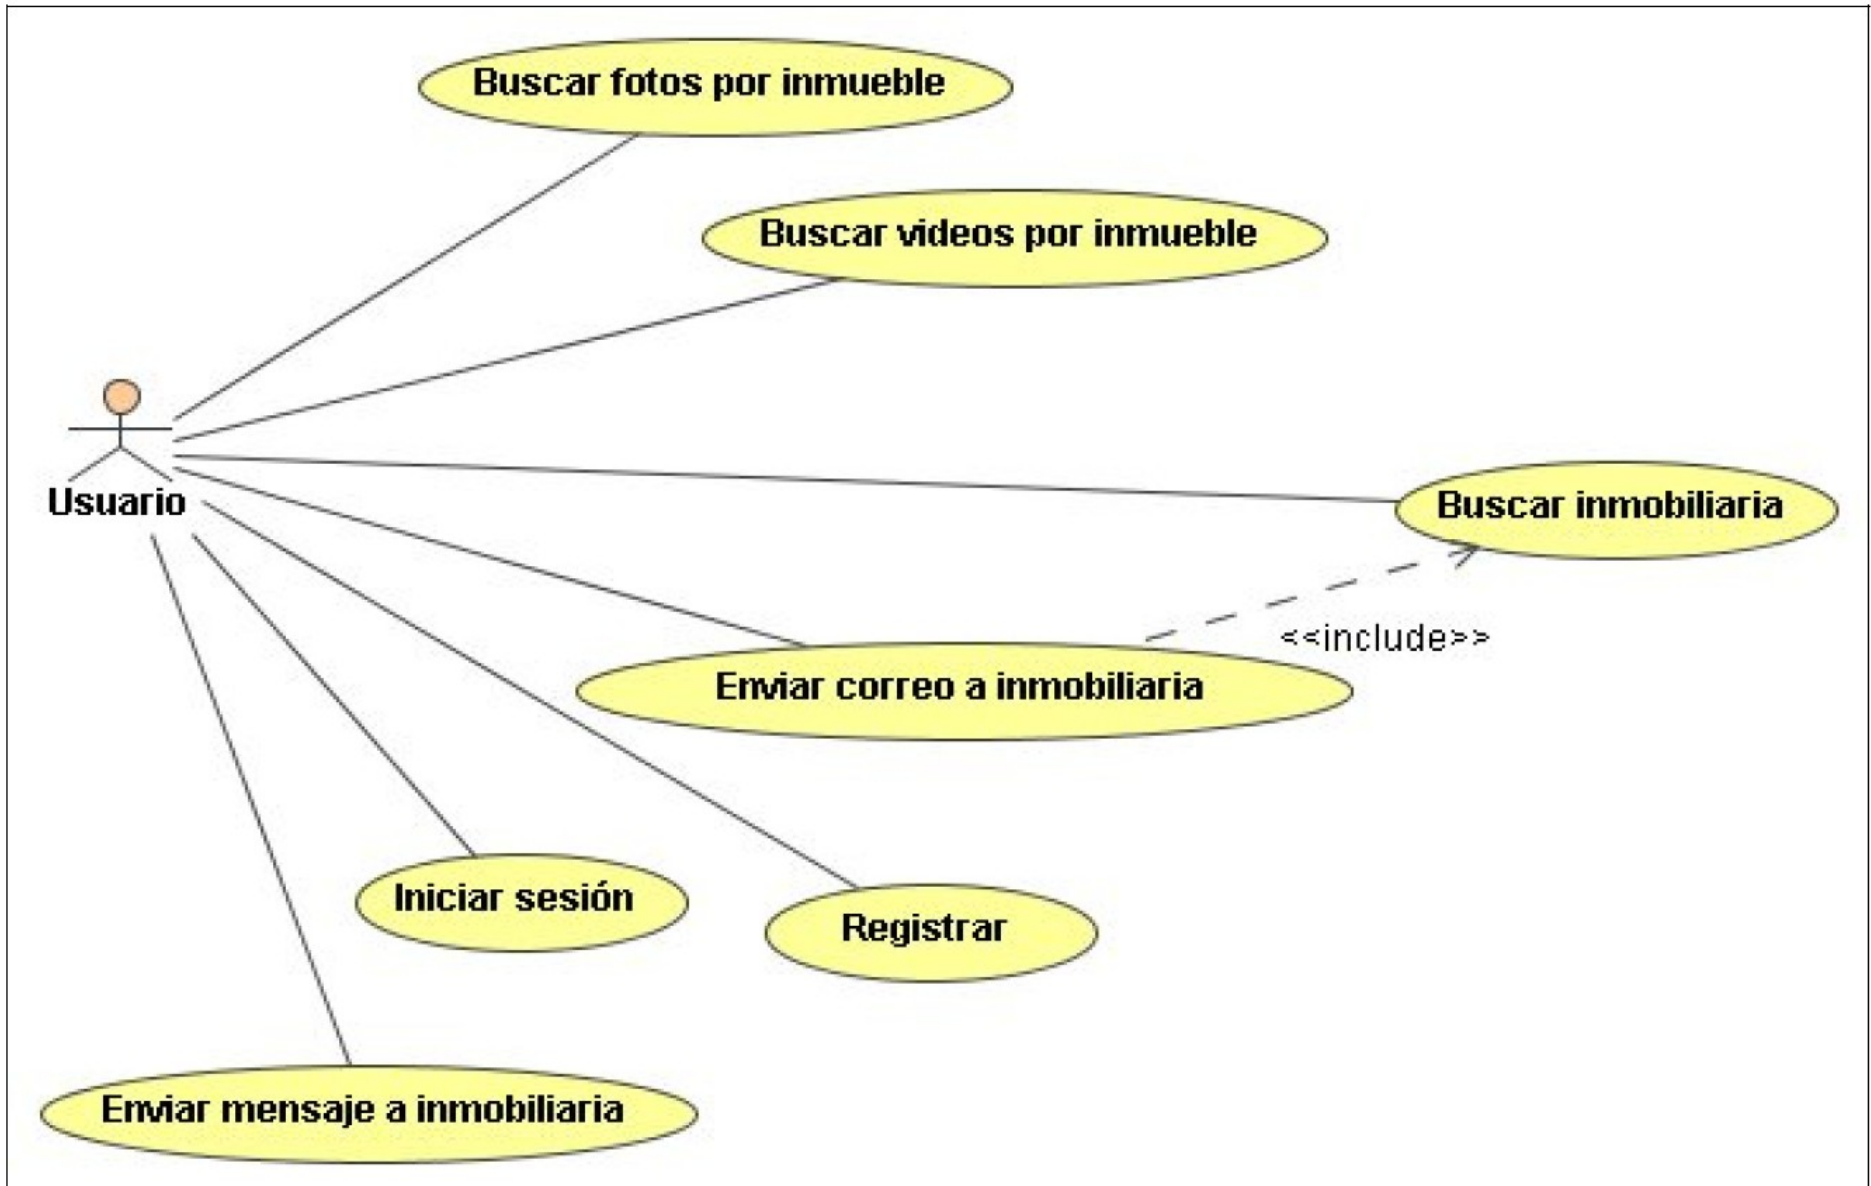 Buscar fotos por inmueble
Buscar videos por inmueble
Usuario
Buscar inmobiliaria
<<include>>
Enviar correo a inmobiliaria
Iniciar sesión
Registrar
Enviar mensaje a inmobiliaria